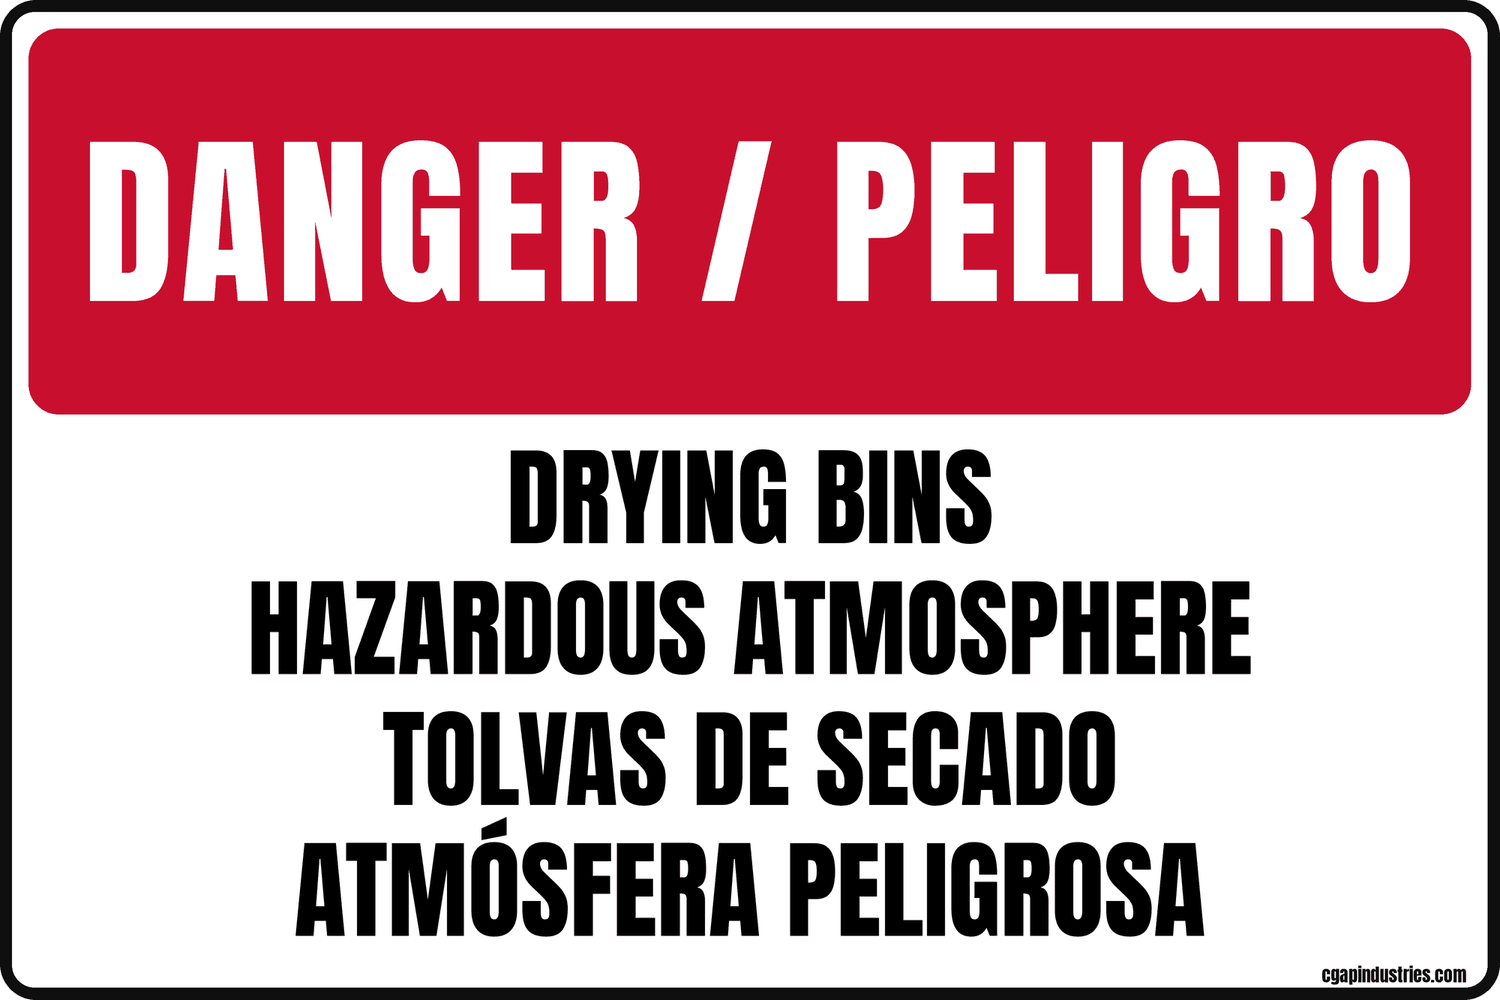 DANGER / PELIGRO
DRYING BINS
HAZARDOUS ATMOSPHERE
TOLVAS DE SECADO
ATMÓSFERA PELIGROSA
cgapindustries.com